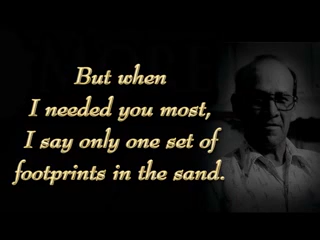 But when
I needed you most,
I say only one set of
footprints in the sand.